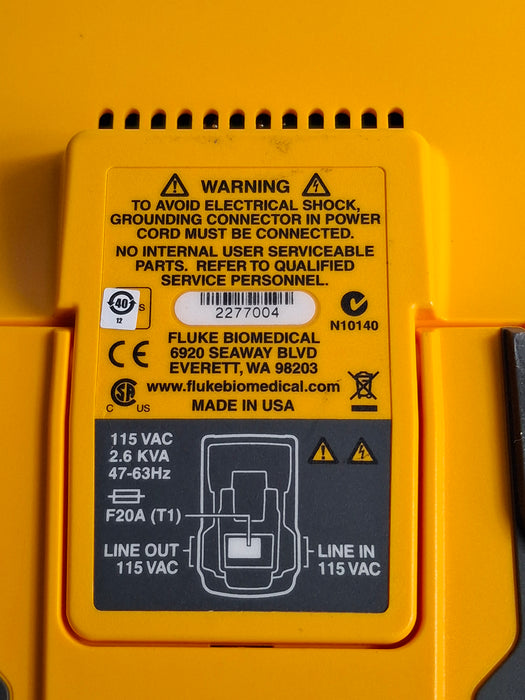 WARNING
TO AVOID ELECTRICAL SHOCK,
GROUNDING CONNECTOR IN POWER
CORD MUST BE CONNECTED.
NO INTERNAL USER SERVICEABLE
PARTS. REFER TO QUALIFIED
SERVICE PERSONNEL.
40
12
S
2277004
N10140
FLUKE BIOMEDICAL
6920 SEAWAY BLVD
EVERETT, WA 98203
www.flukebiomedical.com
CE
C SA US
MADE IN USA
115 VAC
2.6 KVA
47-63Hz
F20A (T1)
LINE OUT
115 VAC
LINE IN
115 VAC